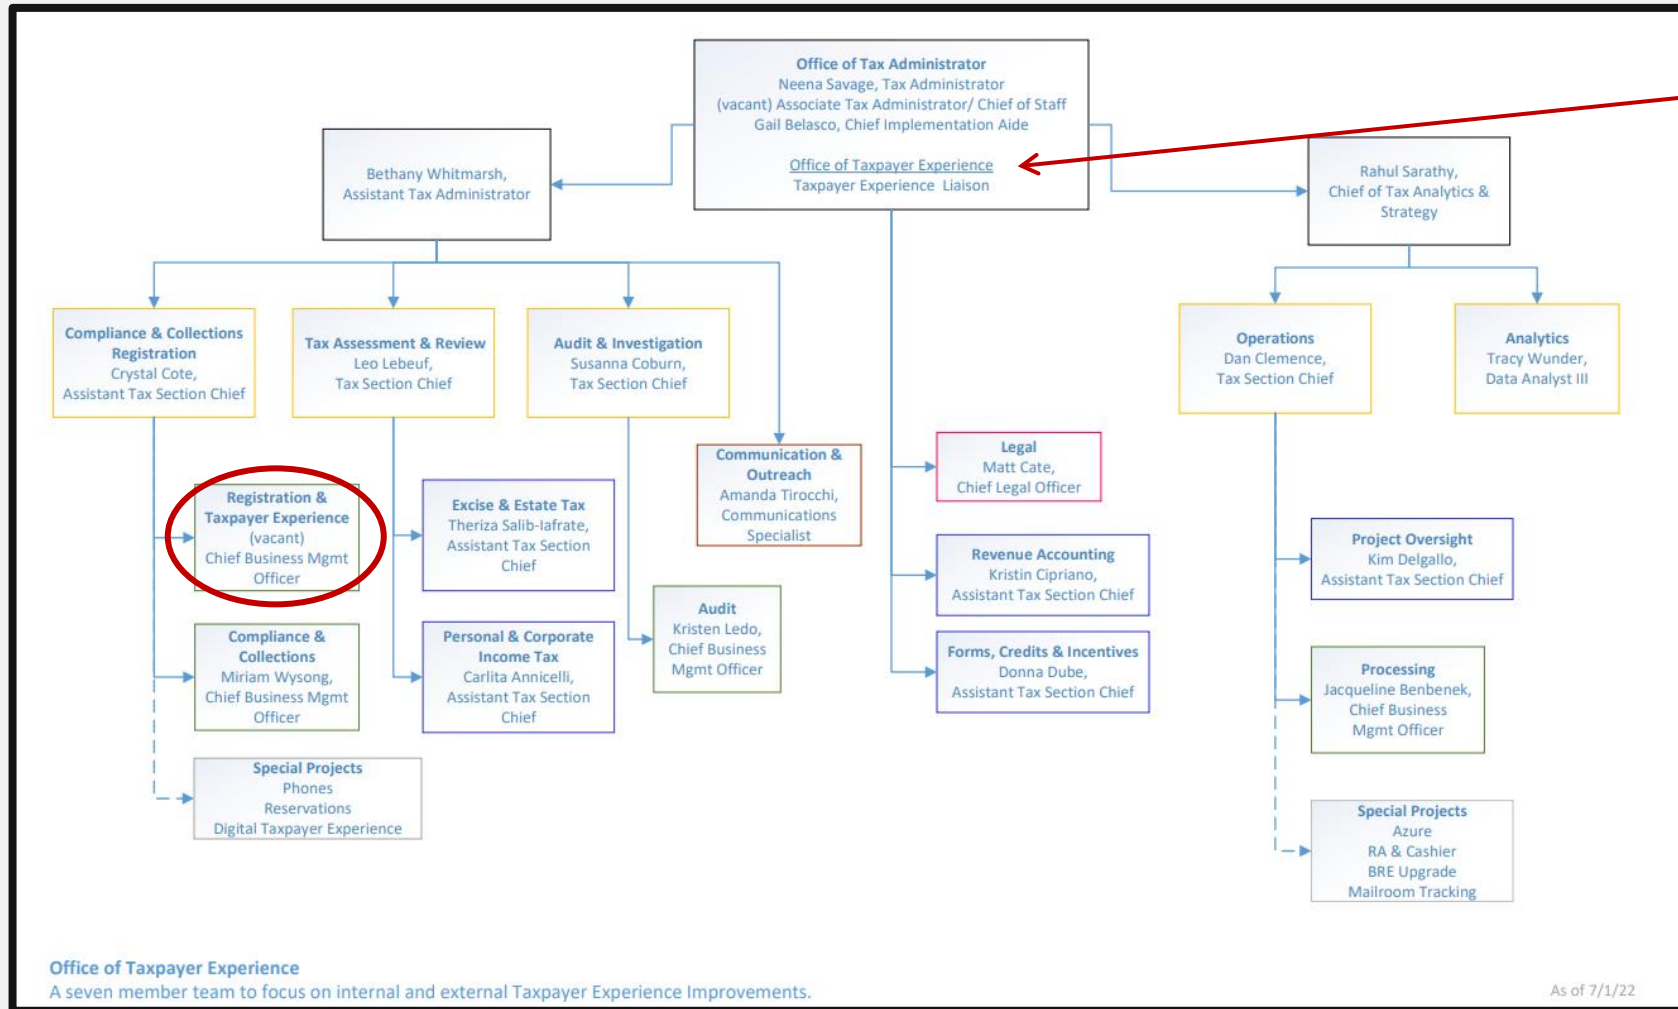 Office of Tax Administrator
Neena Savage, Tax Administrator
(vacant) Associate Tax Administrator/ Chief of Staff
Gail Belasco, Chief Implementation Aide
Office of Taxpayer Experience
Taxpayer Experience Liaison
Bethany Whitmarsh,
Assistant Tax Administrator
Rahul Sarathy,
Chief of Tax Analytics &
Strategy
Compliance & Collections
Registration
Crystal Cote,
Assistant Tax Section Chief
Tax Assessment & Review
Leo Lebeuf,
Tax Section Chief
Audit & Investigation
Susanna Coburn,
Tax Section Chief
Operations
Dan Clemence,
Tax Section Chief
Analytics
Tracy Wunder,
Data Analyst III
Communication &
Outreach
Amanda Tirocchi,
Communications
Specialist
Legal
Matt Cate,
Chief Legal Officer
Registration &
Taxpayer Experience
(vacant)
Chief Business Mgmt
Officer
Excise & Estate Tax
Theriza Salib-Iafrate,
Assistant Tax Section
Chief
Revenue Accounting
Kristin Cipriano,
Assistant Tax Section Chief
Project Oversight
Kim Delgallo,
Assistant Tax Section Chief
Compliance &
Collections
Miriam Wysong,
Chief Business Mgmt
Officer
Personal & Corporate
Income Tax
Carlita Annicelli,
Assistant Tax Section
Chief
Audit
Kristen Ledo,
Chief Business
Mgmt Officer
Forms, Credits & Incentives
Donna Dube,
Assistant Tax Section Chief
Processing
Jacqueline Benbenek,
Chief Business
Mgmt Officer
Special Projects
Phones
Reservations
Digital Taxpayer Experience
Special Projects
Azure
RA & Cashier
BRE Upgrade
Mailroom Tracking
Office of Taxpayer Experience
A seven member team to focus on internal and external Taxpayer Experience Improvements.
As of 7/1/22